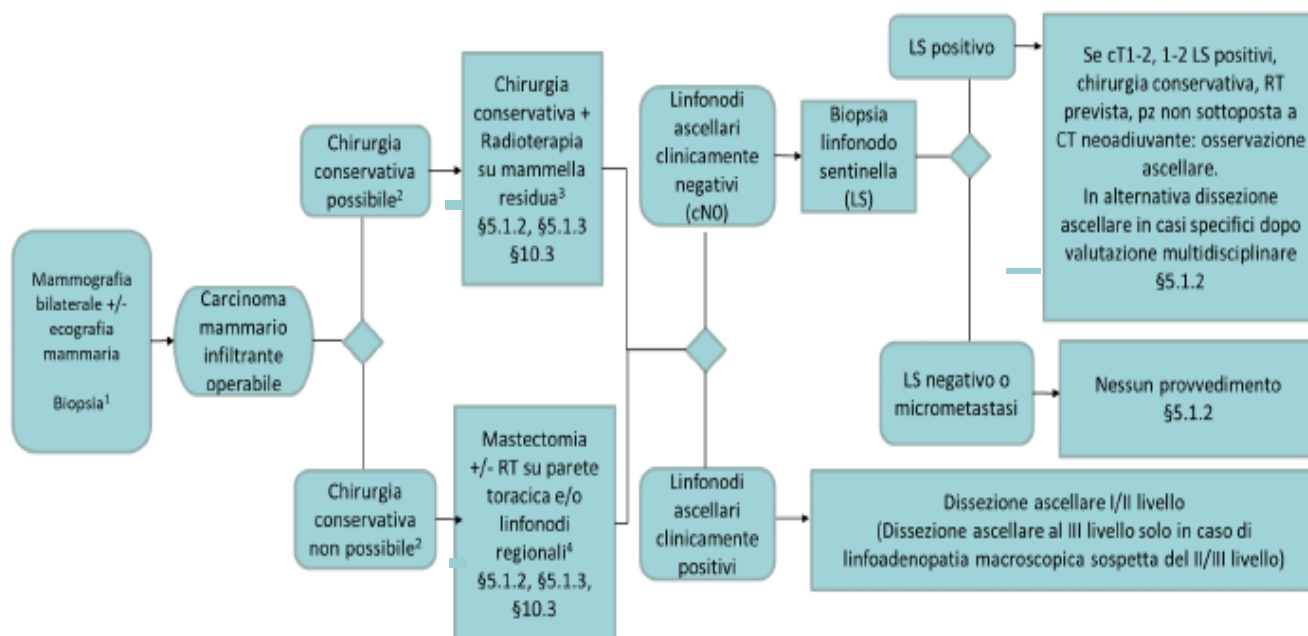 Mammografia
bilaterale +/-
ecografia
mammaria
Biopsia¹
Carcinoma
mammario
infiltrante
operabile
Chirurgia
conservativa
possibile²
Chirurgia
conservativa
non possibile²
Chirurgia
conservativa +
Radioterapia
su mammella
residua³
§5.1.2, §5.1.3
§10.3
Mastectomia
+/- RT su parete
toracica e/o
linfonodi
regionali⁴
§5.1.2, §5.1.3,
§10.3
Linfonodi
ascellari
clinicamente
negativi
(cN0)
Linfonodi
ascellari
clinicamente
positivi
Biopsia
linfonodo
sentinella
(LS)
LS positivo
LS negativo o
micrometastasi
Se cT1-2, 1-2 LS positivi,
chirurgia conservativa, RT
prevista, pz non sottoposta a
CT neoadiuvante: osservazione
ascellare.
In alternativa dissezione
ascellare in casi specifici dopo
valutazione multidisciplinare
§5.1.2
Nessun provvedimento
§5.1.2
Dissezione ascellare I/II livello
(Dissezione ascellare al III livello solo in caso di
linfoadenopatia macroscopica sospetta del II/III livello)